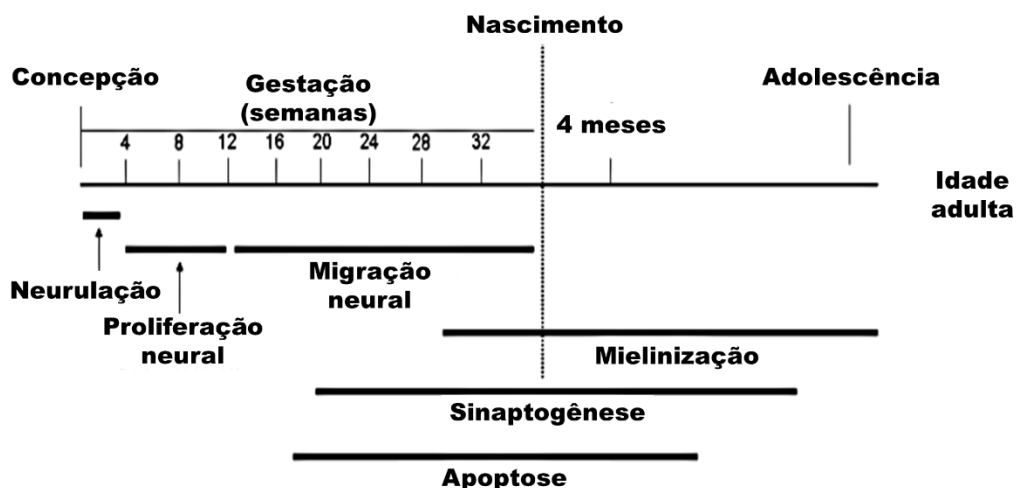 Nascimento
Concepção
Gestação
(semanas)
Adolescência
4 8 12 16 20 24 28 32
4 meses
Idade
adulta
Neurulação
Migração
neural
Proliferação
neural
Mielinização
Sinaptogênese
Apoptose